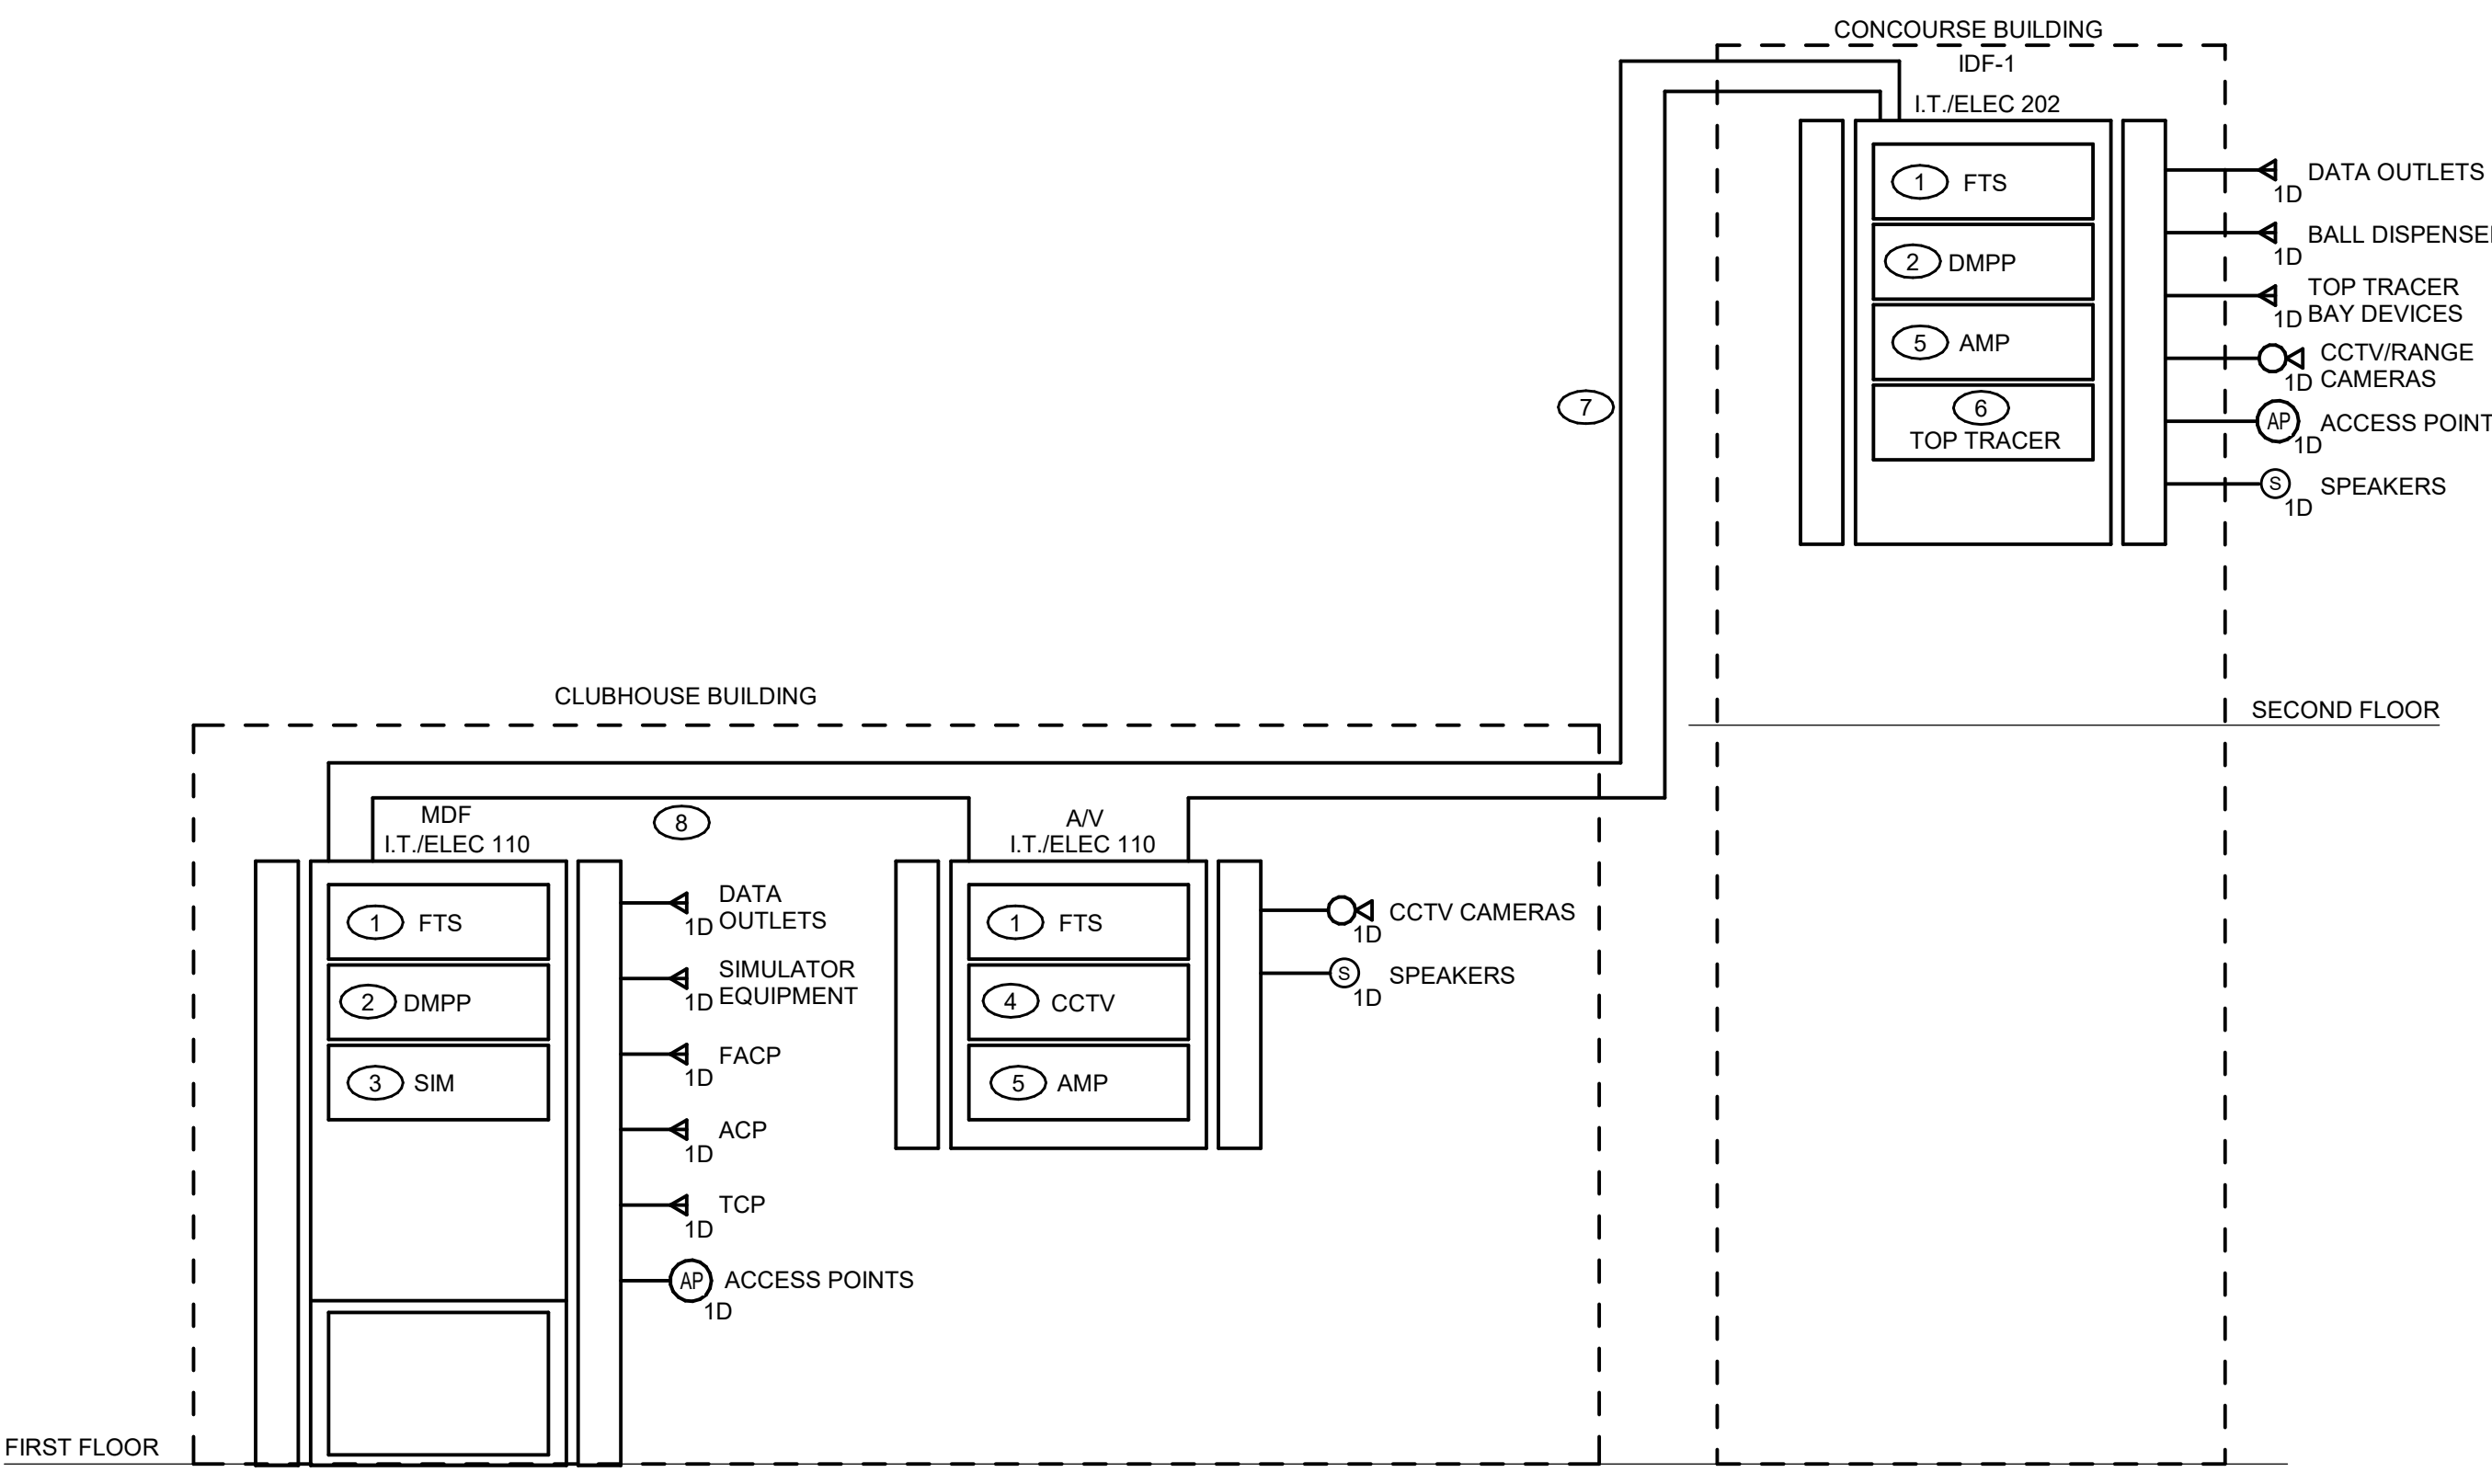 CONCOURSE BUILDING
IDF-1
I.T./ELEC 202
1 FTS
2 DMPP
5 AMP
6
TOP TRACER
DATA OUTLETS
1D
1D
TOP TRACER
BAY DEVICES
1D
CCTV/RANGE
CAMERAS
1D
AP
1D
S SPEAKERS
1D
BALL
ACCESS
7
SECOND FLOOR
CLUBHOUSE BUILDING
8
MDF
I.T./ELEC 110
1 FTS
2 DMPP
3 SIM
DATA
OUTLETS
1D
SIMULATOR
EQUIPMENT
1D
FACP
1D
ACP
1D
TCP
1D
AP ACCESS POINTS
1D
A/V
I.T./ELEC 110
1 FTS
4 CCTV
5 AMP
CCTV CAMERAS
1D
S SPEAKERS
1D
FIRST FLOOR